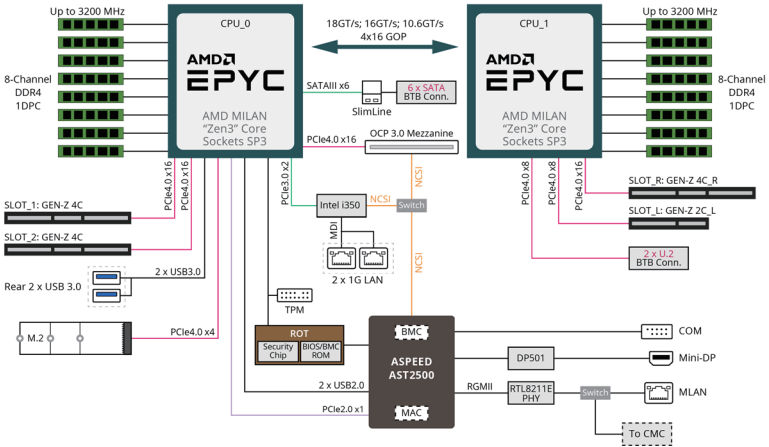 Up to 3200 MHz
CPU_0
18GT/s; 16GT/s; 10.6GT/s
4x16 GOP
CPU_1
Up to 3200 MHz
AMD
EPYC
AMD
EPYC
8-Channel
DDR4
1DPC
SATAIII x6
SlimLine
6 x SATA
BTB Conn.
8-Channel
DDR4
1DPC
AMD MILAN
“Zen3” Core
Sockets SP3
AMD MILAN
“Zen3” Core
Sockets SP3
PCIe4.0 x16
OCP 3.0 Mezzanine
PCIe4.0 x16
PCIe4.0 x16
PCIe3.0 x2
NCSI
PCIe4.0 x8
PCIe4.0 x8
PCIe4.0 x16
SLOT_R: GEN-Z 4C_R
SLOT_1: GEN-Z 4C
Intel i350
NCSI
Switch
SLOT_L: GEN-Z 2C_L
SLOT_2: GEN-Z 4C
MDI
2 x U.2
BTB Conn.
NCSI
2 x USB3.0
2 x 1G LAN
Rear 2 x USB 3.0
TPM
M.2
PCIe4.0 x4
ROT
Security
Chip
BIOS/BMC
ROM
BMC
COM
ASPEED
AST2500
DP501
Mini-DP
2 x USB2.0
RGMII
RTL8211E
PHY
Switch
MLAN
PCIe2.0 x1
MAC
To CMC